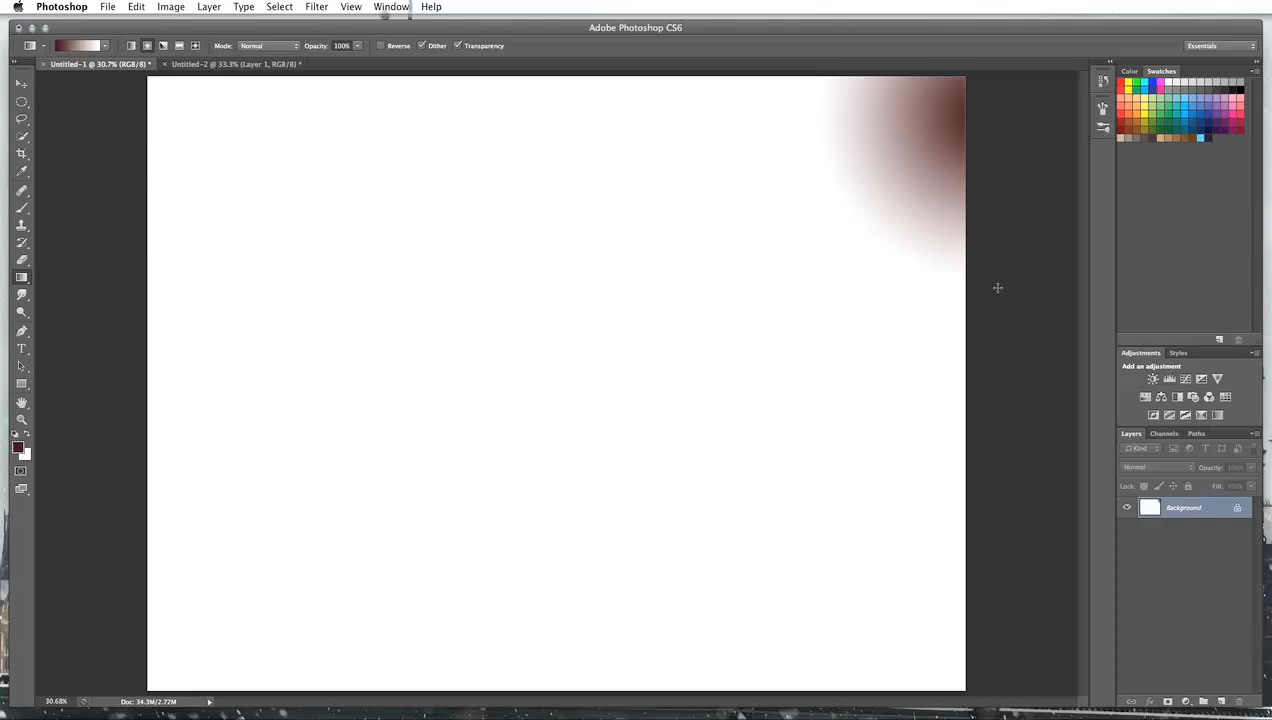 Photoshop File Edit Image Layer Type Select Filter View Window Help
Adobe Photoshop CS6
Mode: Normal Opacity: 100% Reverse Dither Transparency Essentials
Untitled-1 @ 30.7% (RGB/8) * Untitled-2 @ 33.3% (Layer 1, RGB/8) *
Color Swatches
Adjustments Styles
Add an adjustment
Layers Channels Paths
Kind
Normal Opacity: 100%
Lock: Fill: 100%
Background
30.68% Doc: 34.3M/2.72M